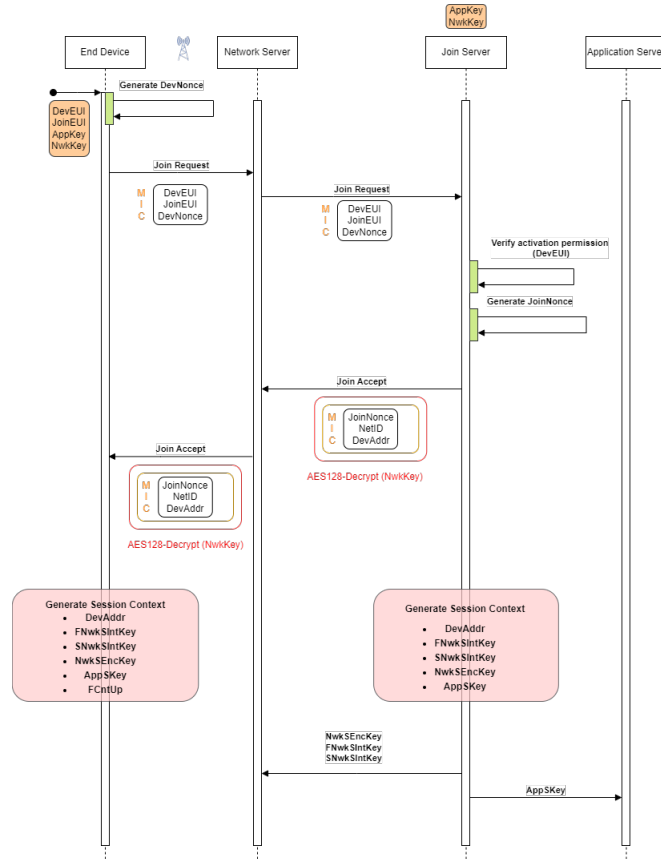 AppKey
NwkKey
End Device
Network Server
Join Server
Application Server
Generate DevNonce
DevEUI
JoinEUI
AppKey
NwkKey
Join Request
M
I
C
DevEUI
JoinEUI
DevNonce
Join Request
M
I
C
DevEUI
JoinEUI
DevNonce
Verify activation permission
(DevEUI)
Generate JoinNonce
Join Accept
M
I
C
JoinNonce
NetID
DevAddr
AES128-Decrypt (NwkKey)
Join Accept
M
I
C
JoinNonce
NetID
DevAddr
AES128-Decrypt (NwkKey)
Generate Session Context
• DevAddr
• FNwkSIntKey
• SNwkSIntKey
• NwkSEncKey
• AppSKey
• FCntUp
Generate Session Context
• DevAddr
• FNwkSIntKey
• SNwkSIntKey
• NwkSEncKey
• AppSKey
NwkSEncKey
FNwkSIntKey
SNwkSIntKey
AppSKey